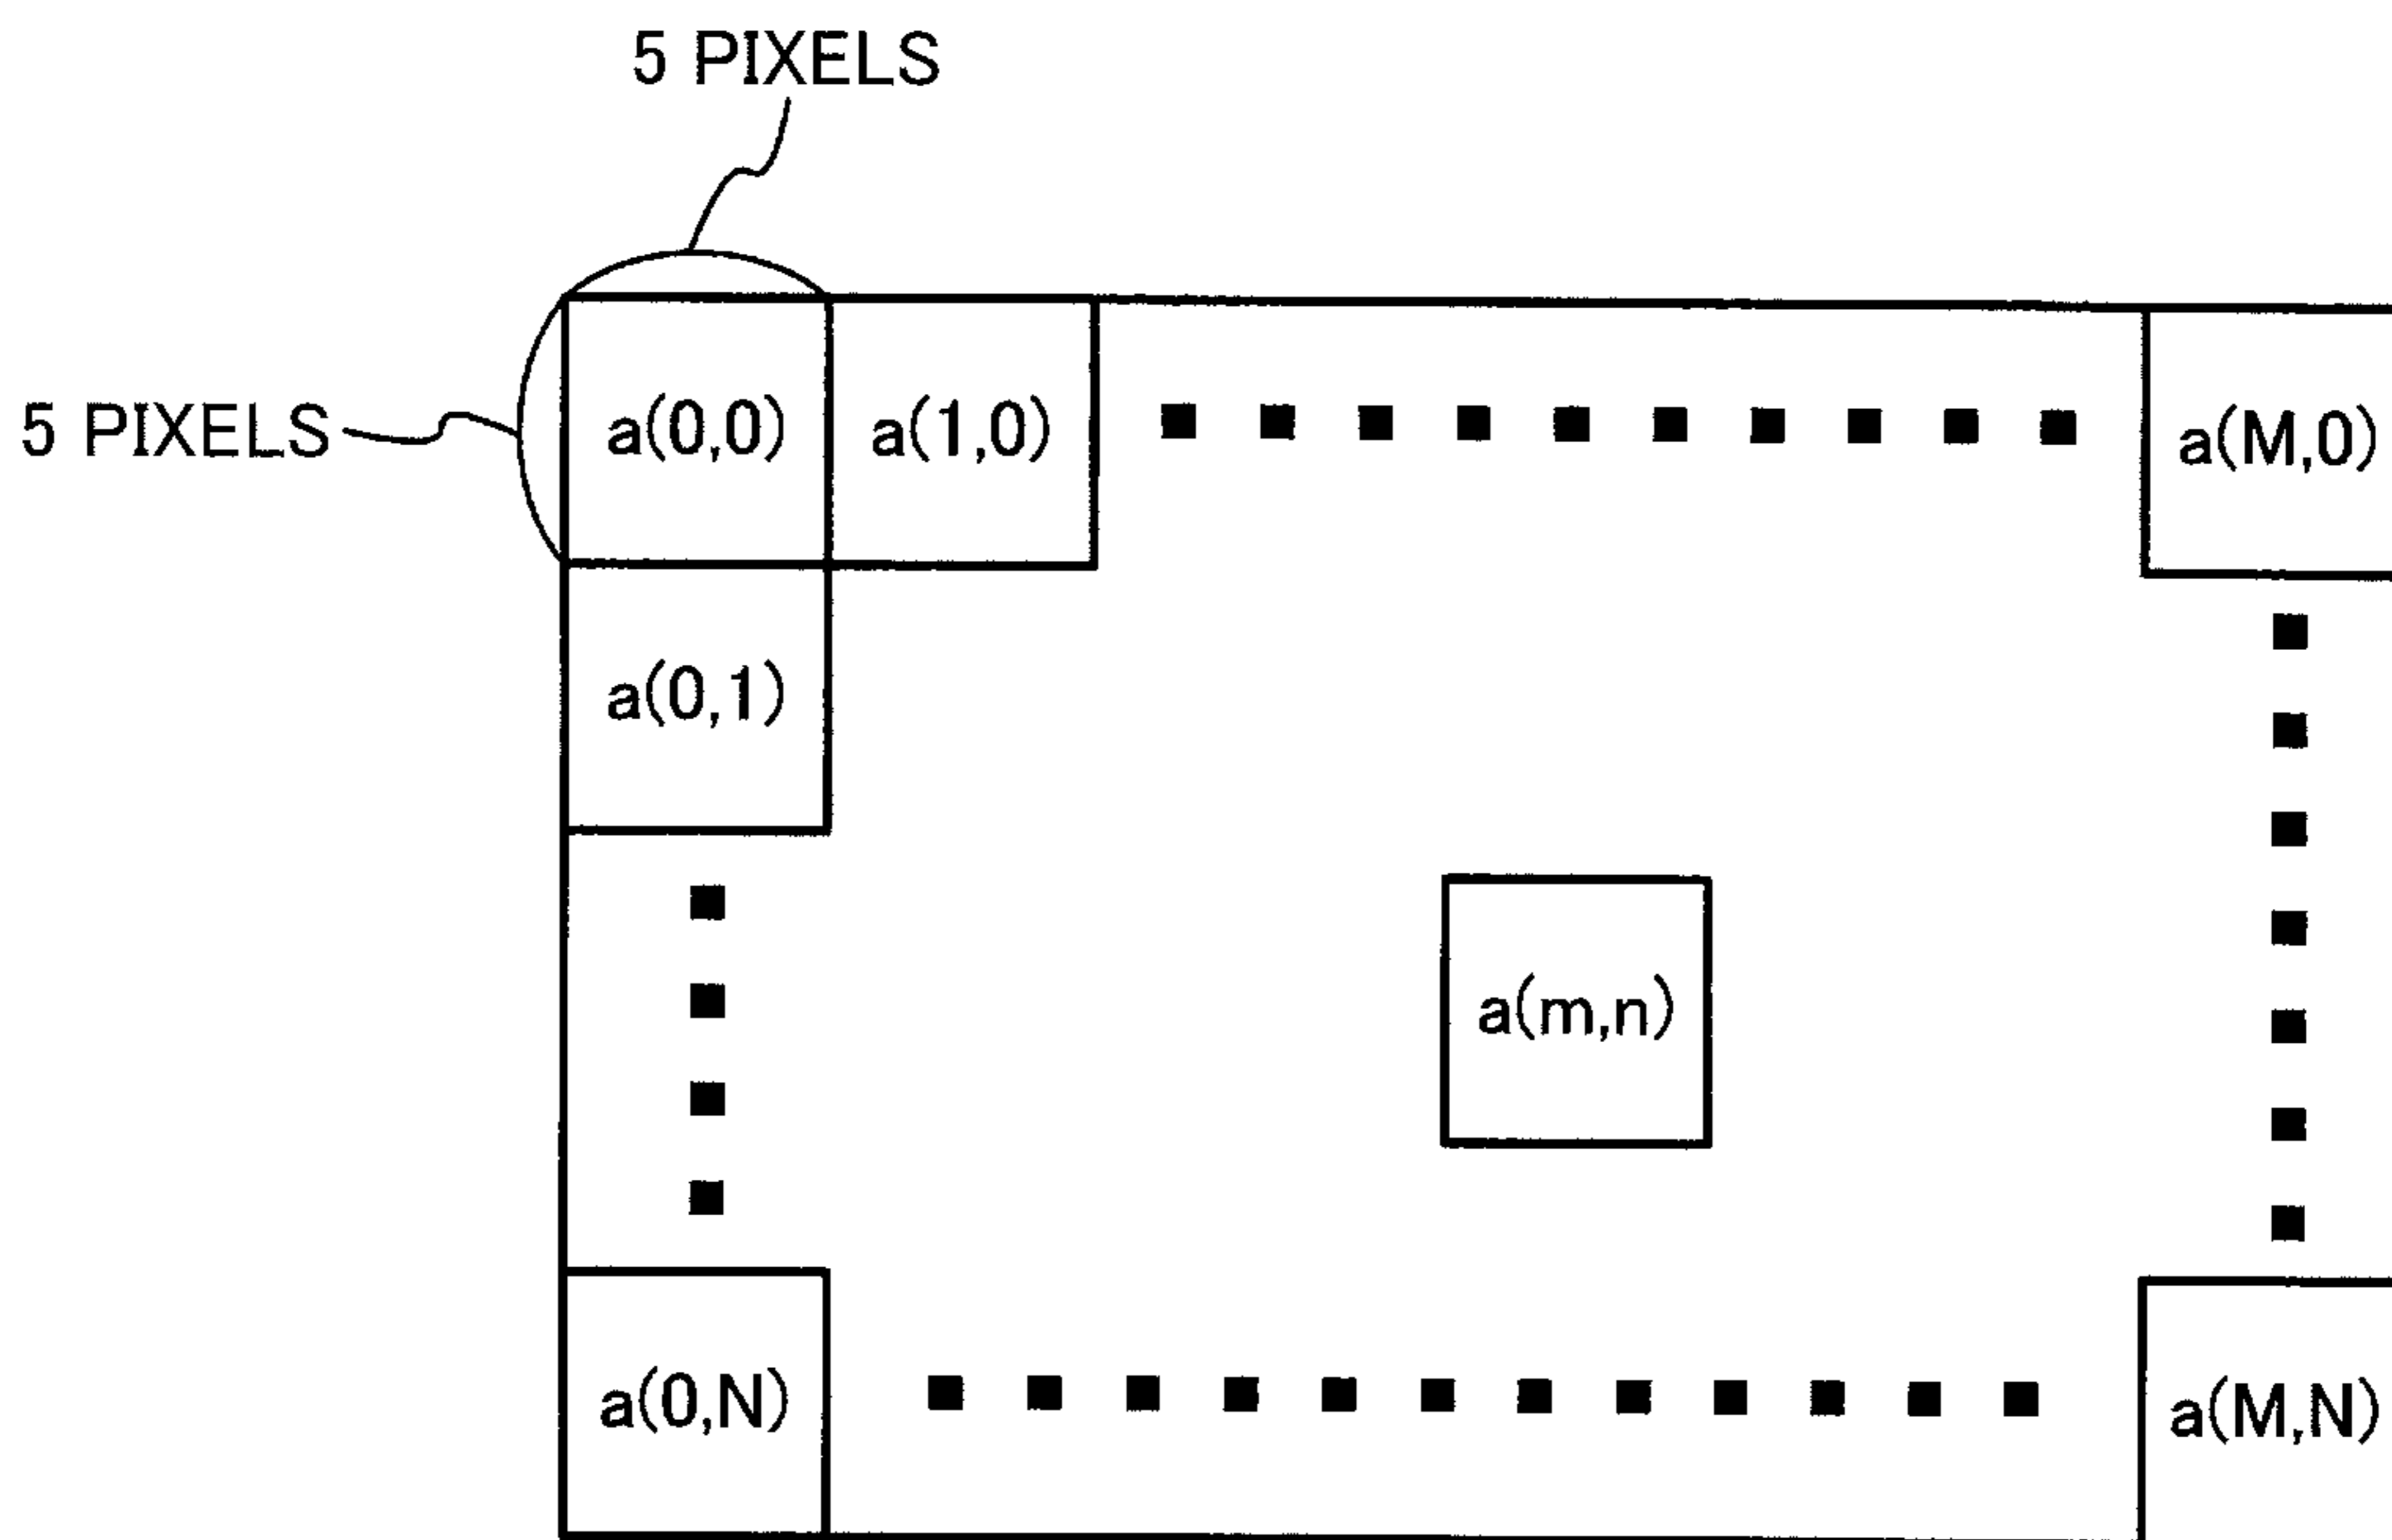 5 PIXELS
5 PIXELS
a(0,0) a(1,0) a(M,0)
a(0,1)
a(m,n)
a(0,N) a(M,N)